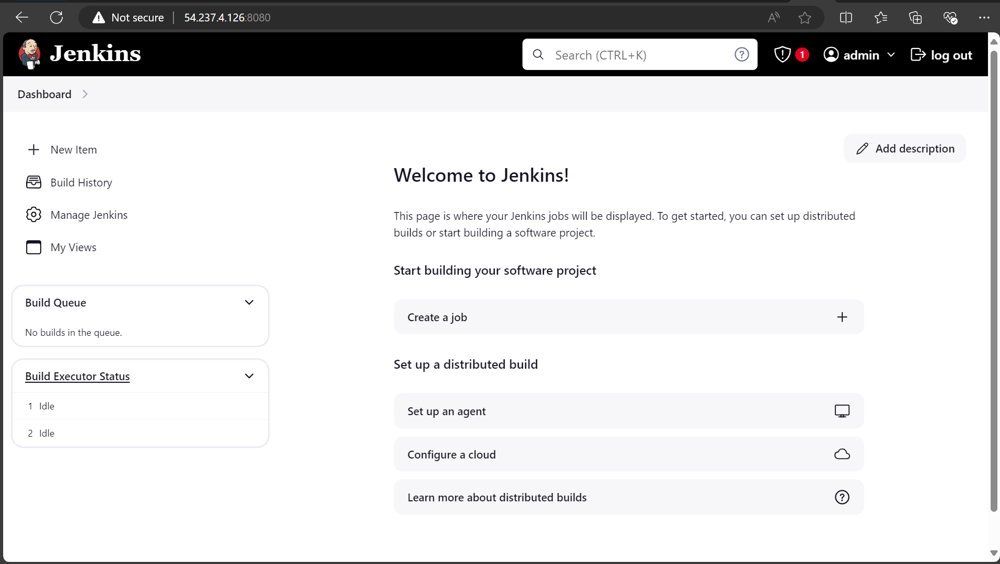 Not secure
54.237.4.126:8080
Jenkins
Search (CTRL+K)
1
admin
log out
Dashboard
New Item
Build History
Manage Jenkins
My Views
Build Queue
No builds in the queue.
Build Executor Status
1 Idle
2 Idle
Add description
Welcome to Jenkins!
This page is where your Jenkins jobs will be displayed. To get started, you can set up distributed
builds or start building a software project.
Start building your software project
Create a job
Set up a distributed build
Set up an agent
Configure a cloud
Learn more about distributed builds